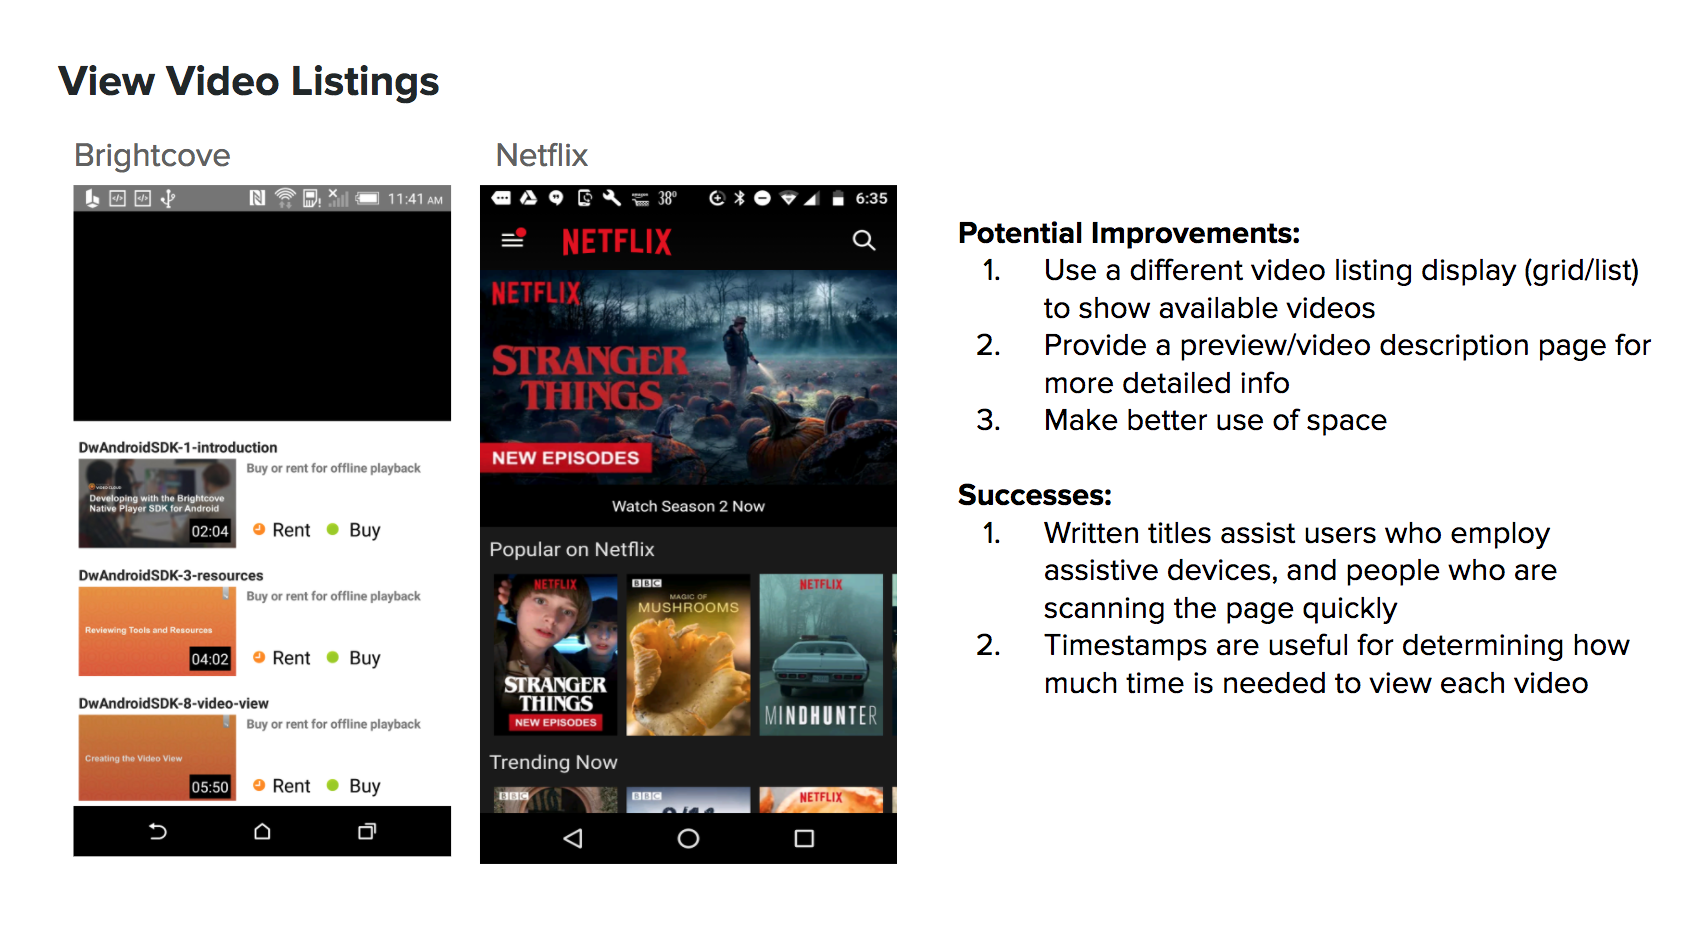 View Video Listings
Brightcove
Netflix
11:41 AM
DwAndroidSDK-1-introduction
Buy or rent for offline playback
VIDEO CLOUD
Developing with the Brightcove
Native Player SDK for Android
02:04
Rent
Buy
DwAndroidSDK-3-resources
Buy or rent for offline playback
Reviewing Tools and Resources
04:02
Rent
Buy
DwAndroidSDK-8-video-view
Buy or rent for offline playback
Creating the Video View
05:50
Rent
Buy
38°
6:35
NETFLIX
NETFLIX
STRANGER
THINGS
NEW EPISODES
Watch Season 2 Now
Popular on Netflix
NETFLIX
STRANGER
THINGS
NEW EPISODES
BBC
MAGIC OF
MUSHROOMS
NETFLIX
MINDHUNTER
Trending Now
BBC
BBC
NETFLIX
Potential Improvements:
1. Use a different video listing display (grid/list)
to show available videos
2. Provide a preview/video description page for
more detailed info
3. Make better use of space
Successes:
1. Written titles assist users who employ
assistive devices, and people who are
scanning the page quickly
2. Timestamps are useful for determining how
much time is needed to view each video